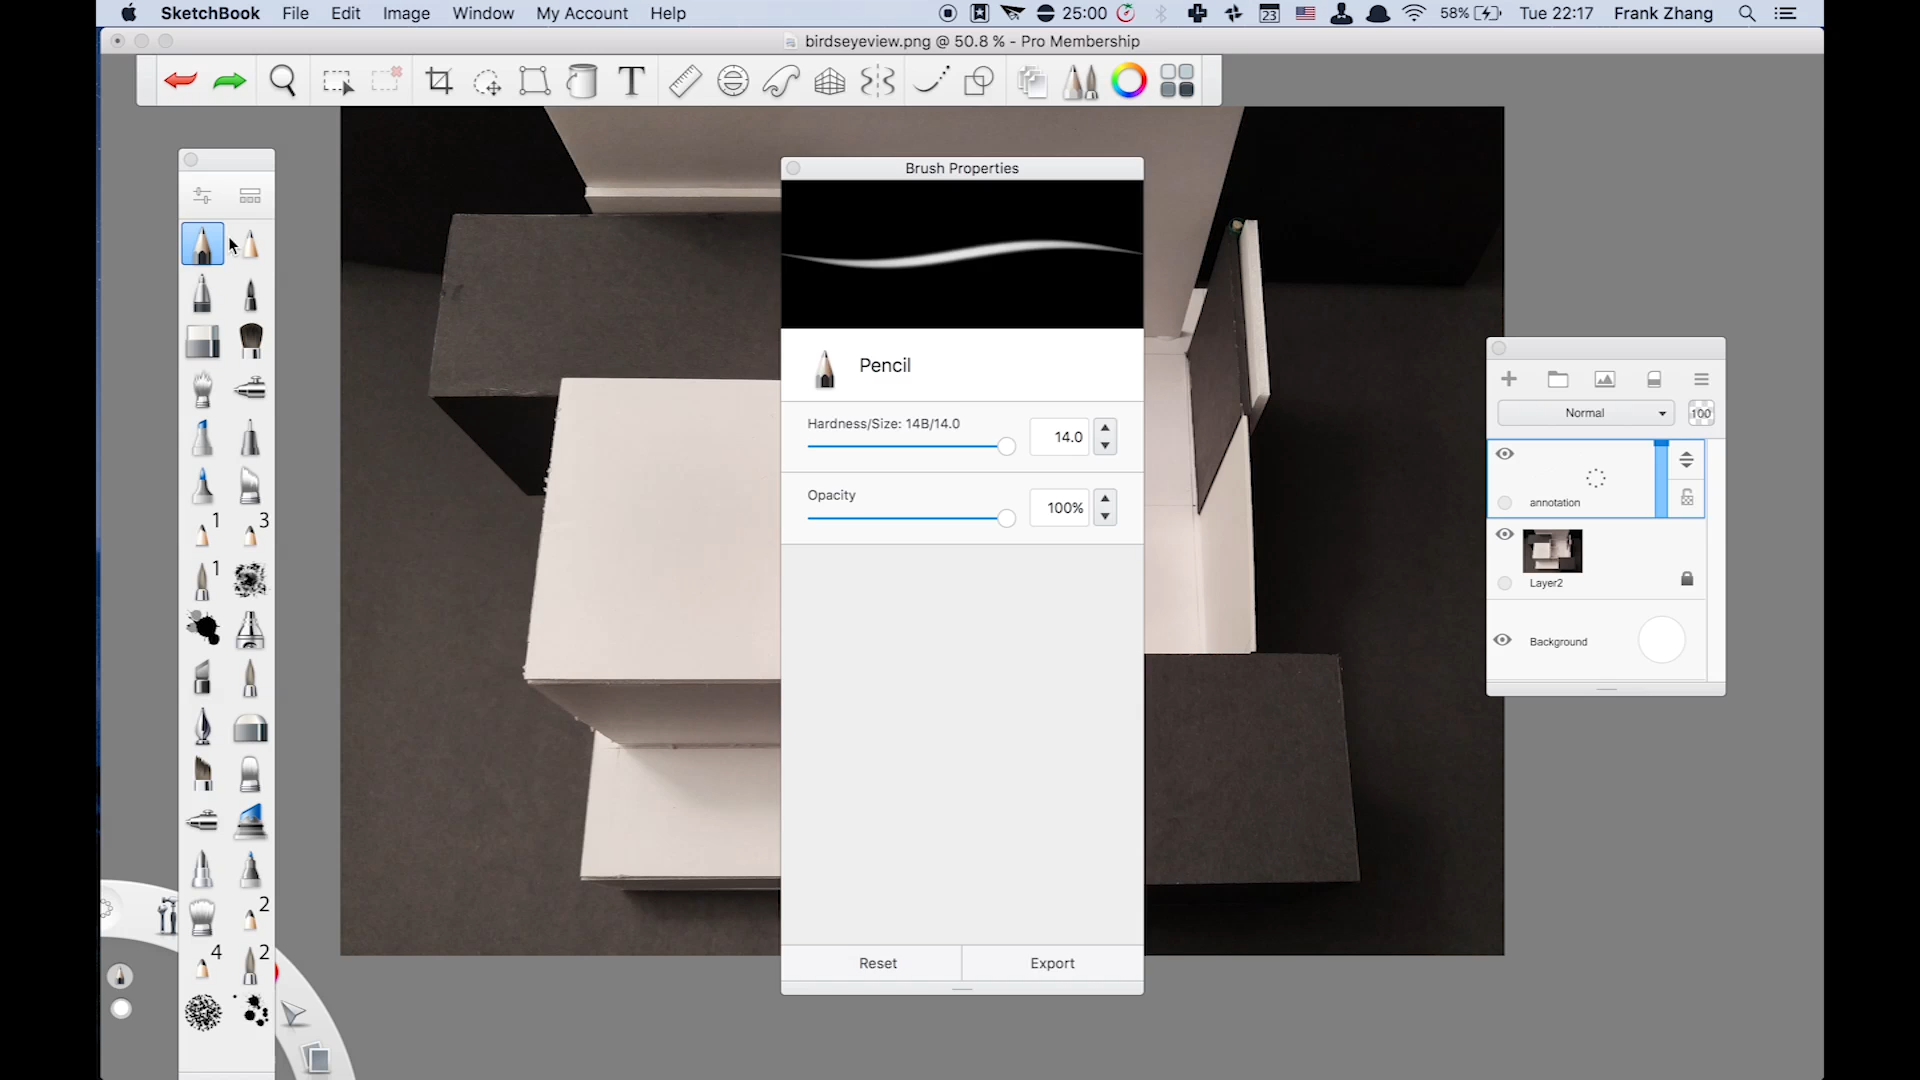 SketchBook File Edit Image Window My Account Help 25:00 23 58% Tue 22:17 Frank Zhang
birdseyeview.png @ 50.8 % - Pro Membership
T
Brush Properties
Pencil
Hardness/Size: 14B/14.0
14.0
Opacity
100%
Reset Export
Normal 100
annotation
Layer2
Background
1 3
1
2
4 2